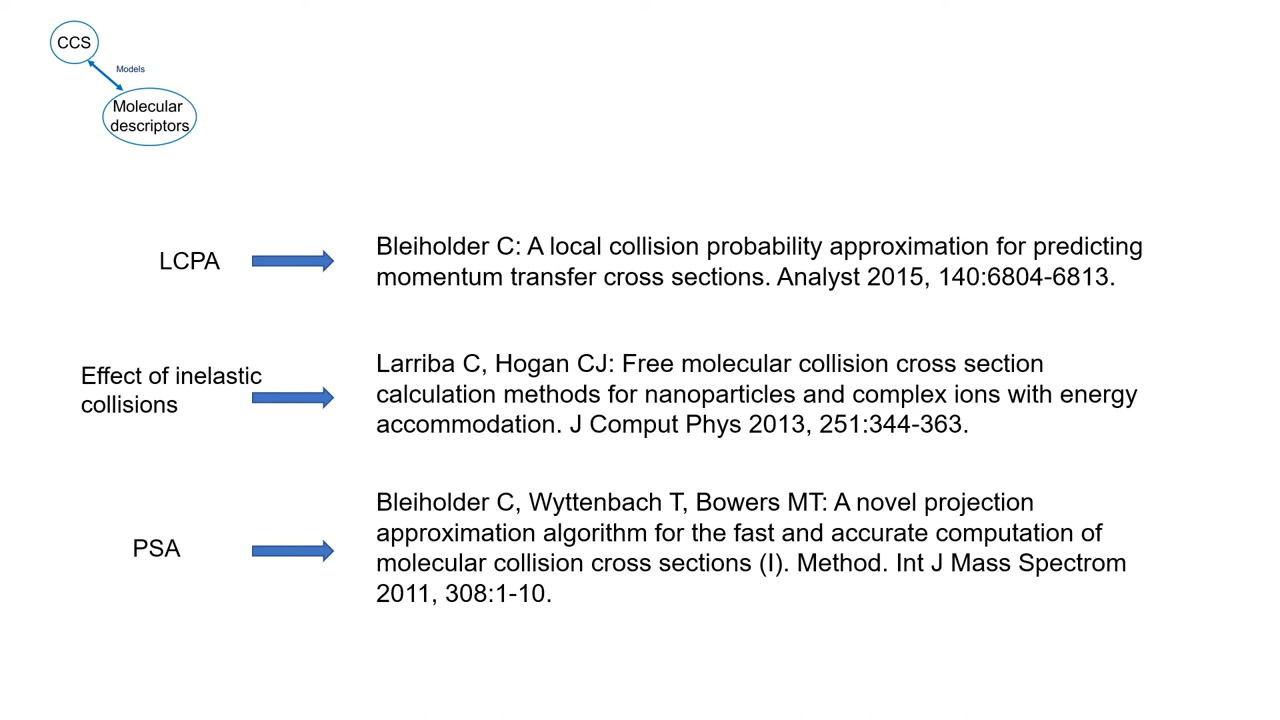 CCS
Models
Molecular
descriptors
LCPA
Bleiholder C: A local collision probability approximation for predicting
momentum transfer cross sections. Analyst 2015, 140:6804-6813.
Effect of inelastic
collisions
Larriba C, Hogan CJ: Free molecular collision cross section
calculation methods for nanoparticles and complex ions with energy
accommodation. J Comput Phys 2013, 251:344-363.
PSA
Bleiholder C, Wyttenbach T, Bowers MT: A novel projection
approximation algorithm for the fast and accurate computation of
molecular collision cross sections (I). Method. Int J Mass Spectrom
2011, 308:1-10.